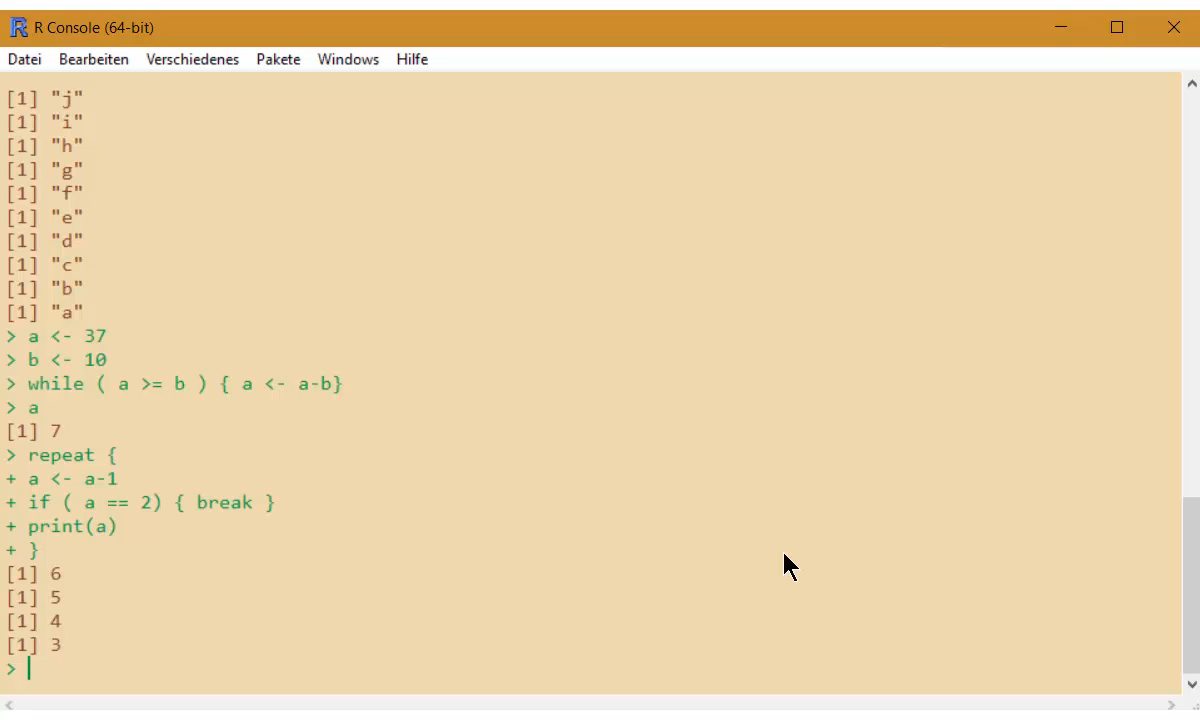 R Console (64-bit)
Datei Bearbeiten Verschiedenes Pakete Windows Hilfe
[1] "j"
[1] "i"
[1] "h"
[1] "g"
[1] "f"
[1] "e"
[1] "d"
[1] "c"
[1] "b"
[1] "a"
> a <- 37
> b <- 10
> while ( a >= b ) { a <- a-b}
> a
[1] 7
> repeat {
+ a <- a-1
+ if ( a == 2) { break }
+ print(a)
+ }
[1] 6
[1] 5
[1] 4
[1] 3
>